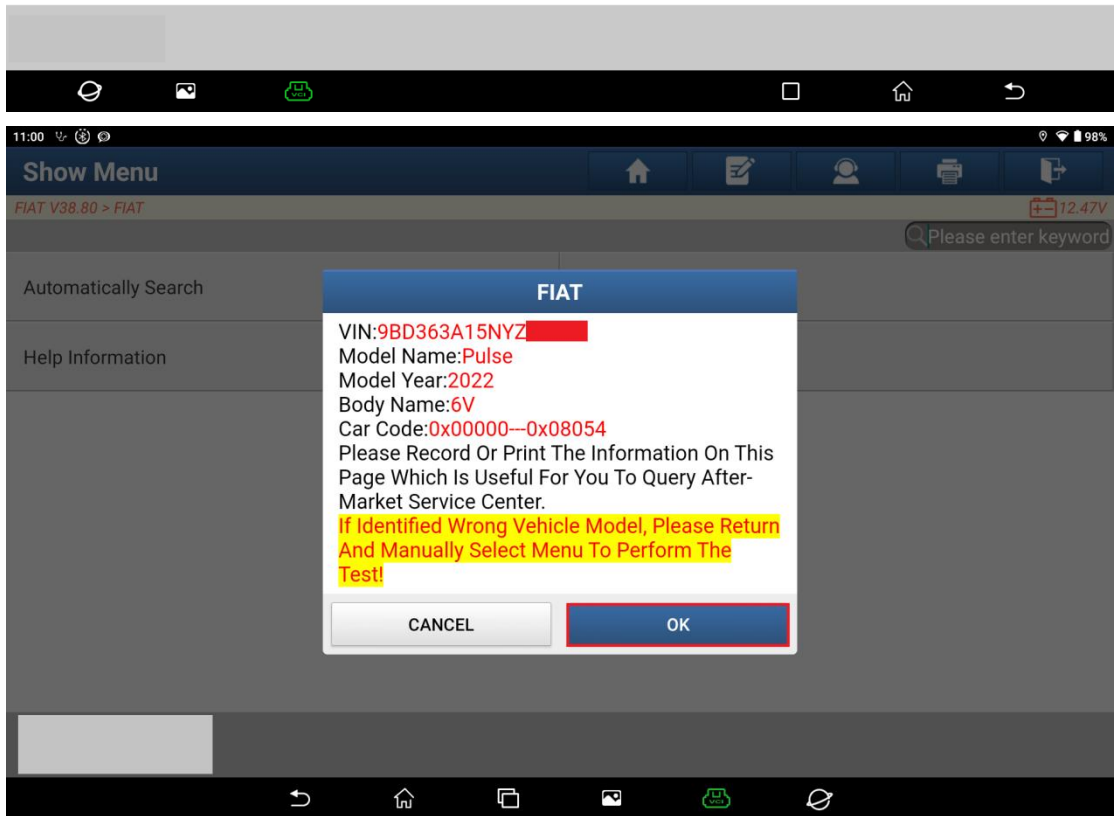 VCI
11:00 98%
Show Menu
FIAT V38.80 > FIAT 12.47V
Please enter keyword
Automatically Search
Help Information
FIAT
VIN:9BD363A15NYZ
Model Name:Pulse
Model Year:2022
Body Name:6V
Car Code:0x00000---0x08054
Please Record Or Print The Information On This
Page Which Is Useful For You To Query After-
Market Service Center.
If Identified Wrong Vehicle Model, Please Return
And Manually Select Menu To Perform The
Test!
CANCEL OK
VCI